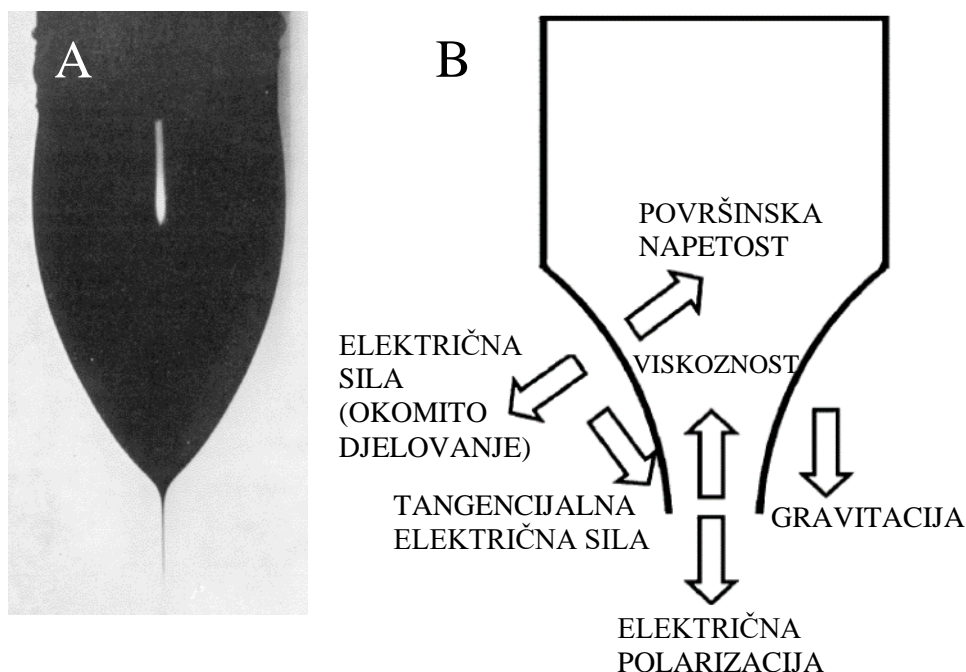 A
B
POVRŠINSKA
NAPETOST
ELEKTRIČNA
SILA
(OKOMITO
DJELOVANJE)
VISKOZNOST
TANGENCIJALNA
ELEKTRIČNA SILA
GRAVITACIJA
ELEKTRIČNA
POLARIZACIJA